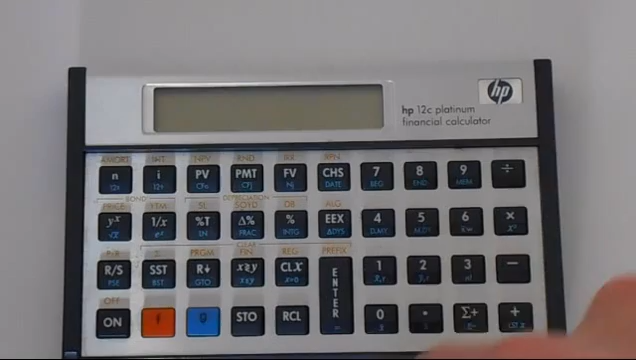 hp
hp 12c platinum
financial calculator
AMORT INT NPV RND IRR RPN
n i PV PMT FV CHS 7 8 9 ÷
12x 12÷ CFo CFj Nj DATE BEG END MEM
BOND DEPRECIATION
PRICE YTM SL SOYD DB ALG
yx 1/x %T Δ% % EEX 4 5 6 ×
LN FRAC INTG ΔDYS D.MY M.DY
CLEAR
P/R Σ PRGM FIN REG PREFIX
R/S SST R↓ x≷y CLx ENTER 1 2 3 −
PSE BST GTO x≤y x=0 n!
OFF
ON f g STO RCL 0 . Σ+ +